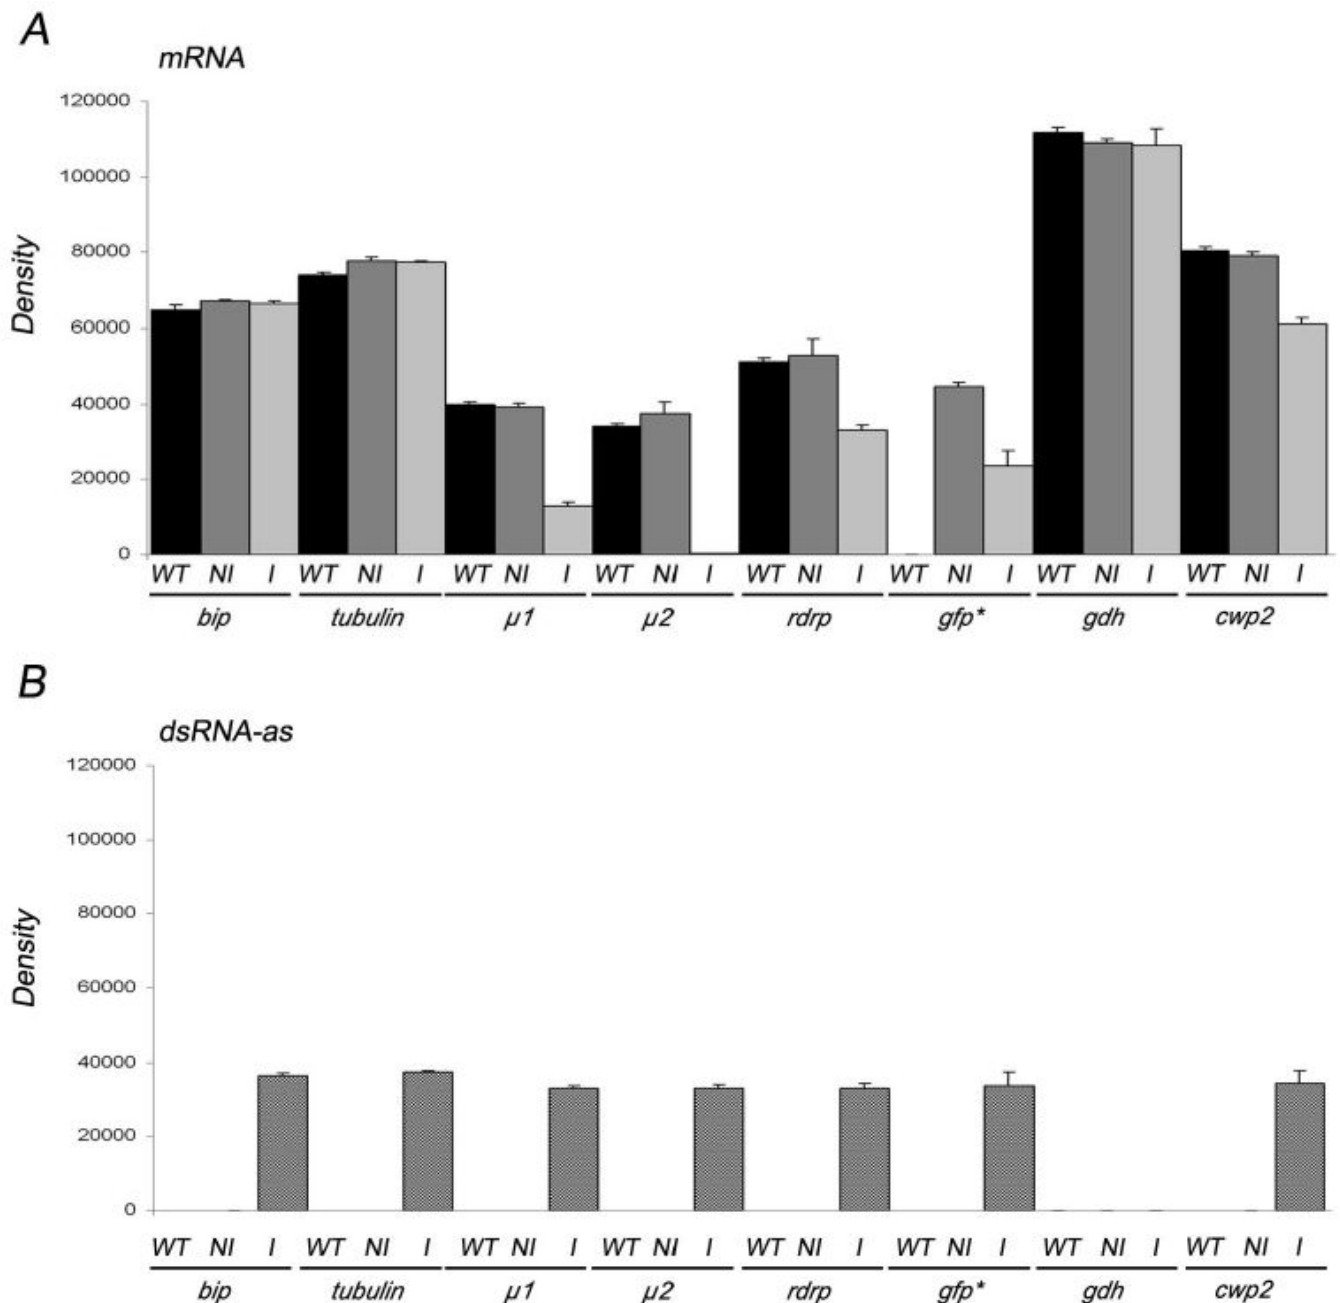 A
mRNA
120000
100000
80000
60000
40000
20000
0
Density
WT NI I WT NI I WT NI I WT NI I WT NI I WT NI I WT NI I WT NI I
bip tubulin µ1 µ2 rdrp gfp* gdh cwp2
B
dsRNA-as
120000
100000
80000
60000
40000
20000
0
Density
WT NI I WT NI I WT NI I WT NI I WT NI I WT NI I WT NI I WT NI I
bip tubulin µ1 µ2 rdrp gfp* gdh cwp2